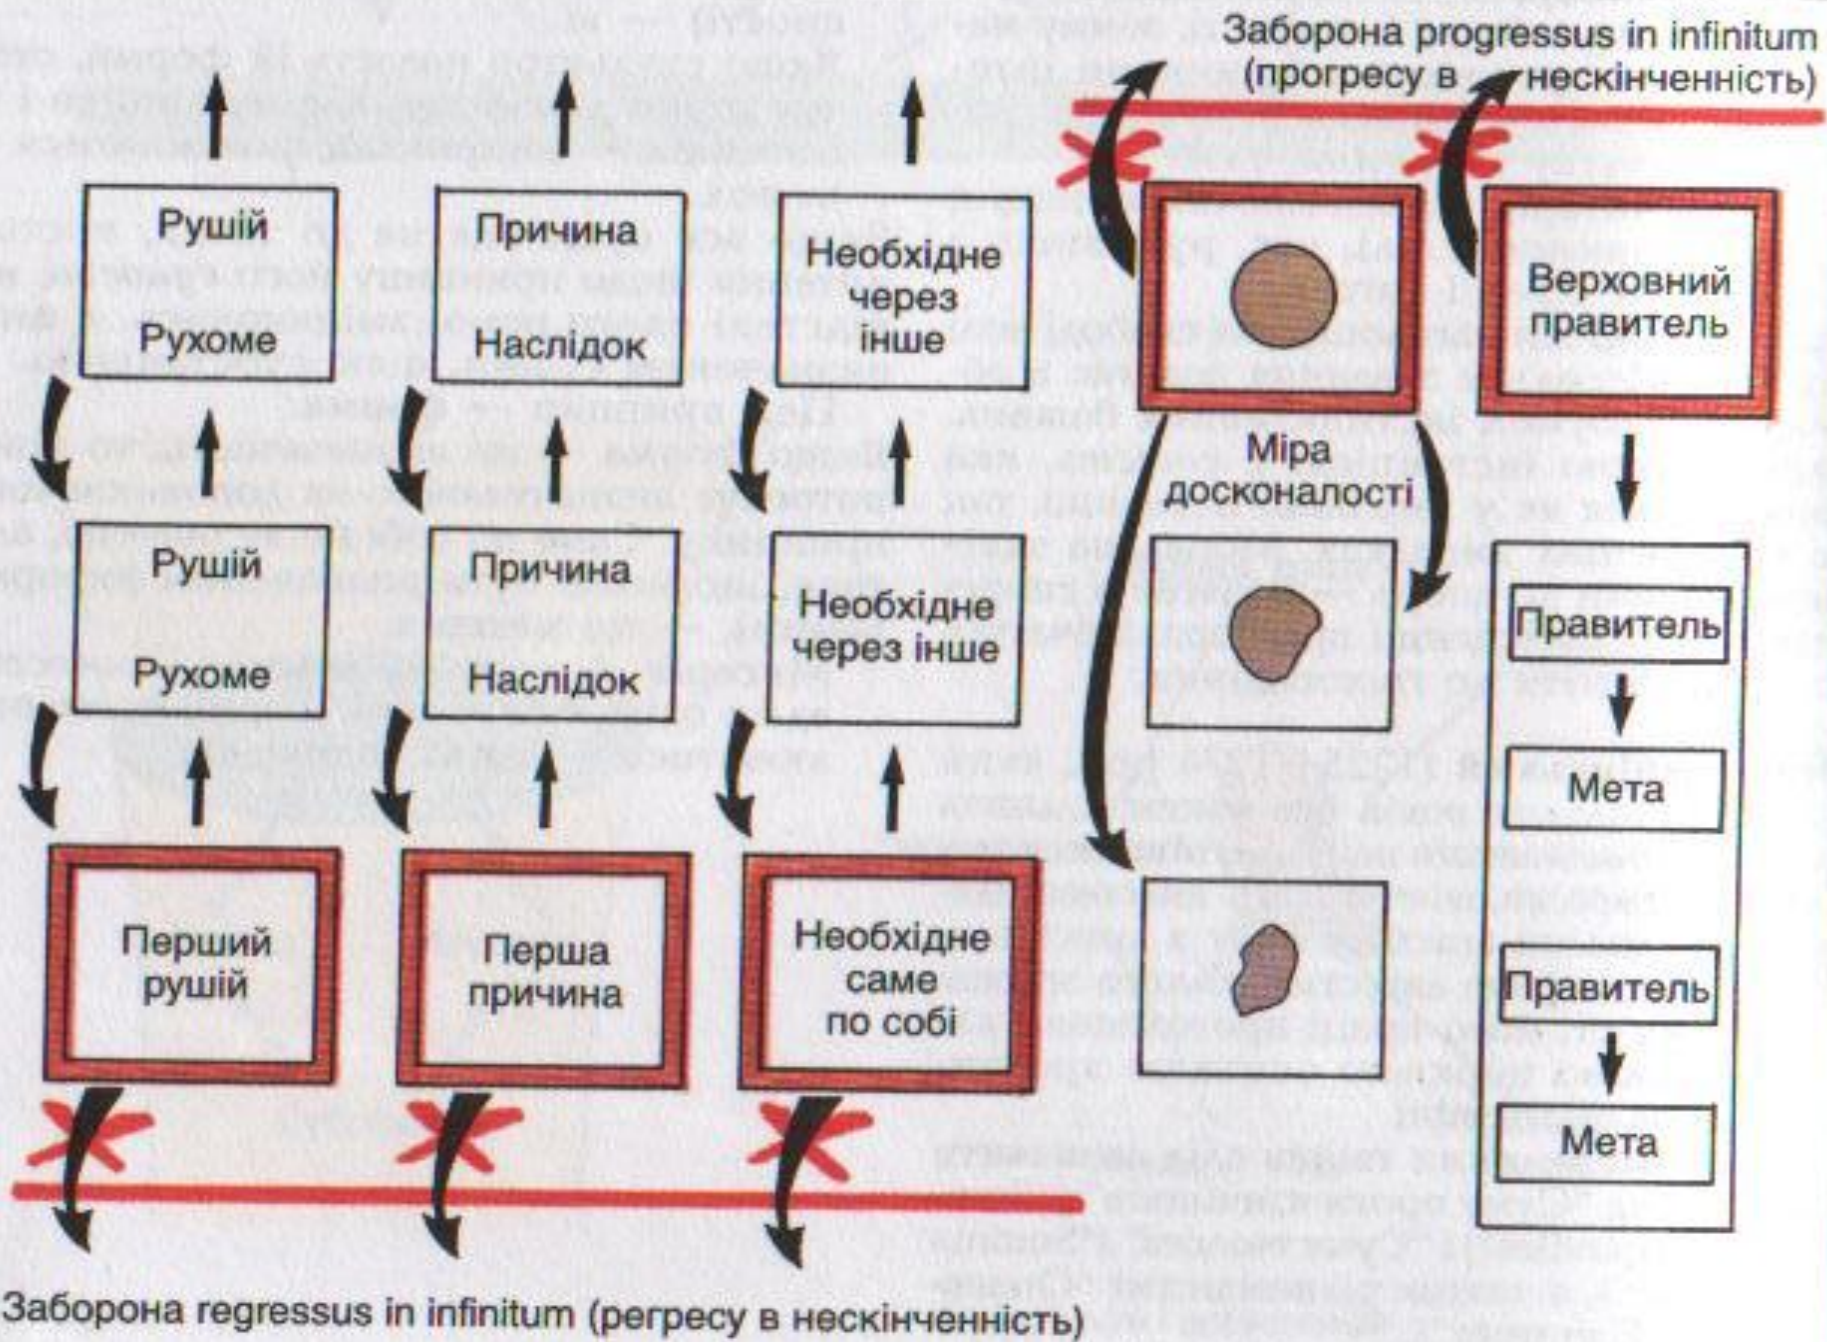 Заборона progressus in infinitum
(прогресу в нескінченність)
Рушій
Рухоме
Причина
Наслідок
Необхідне
через
інше
Верховний
правитель
Міра
досконалості
Рушій
Рухоме
Причина
Наслідок
Необхідне
через інше
Правитель
Мета
Перший
рушій
Перша
причина
Необхідне
саме
по собі
Правитель
Мета
Заборона regressus in infinitum (регресу в нескінченність)